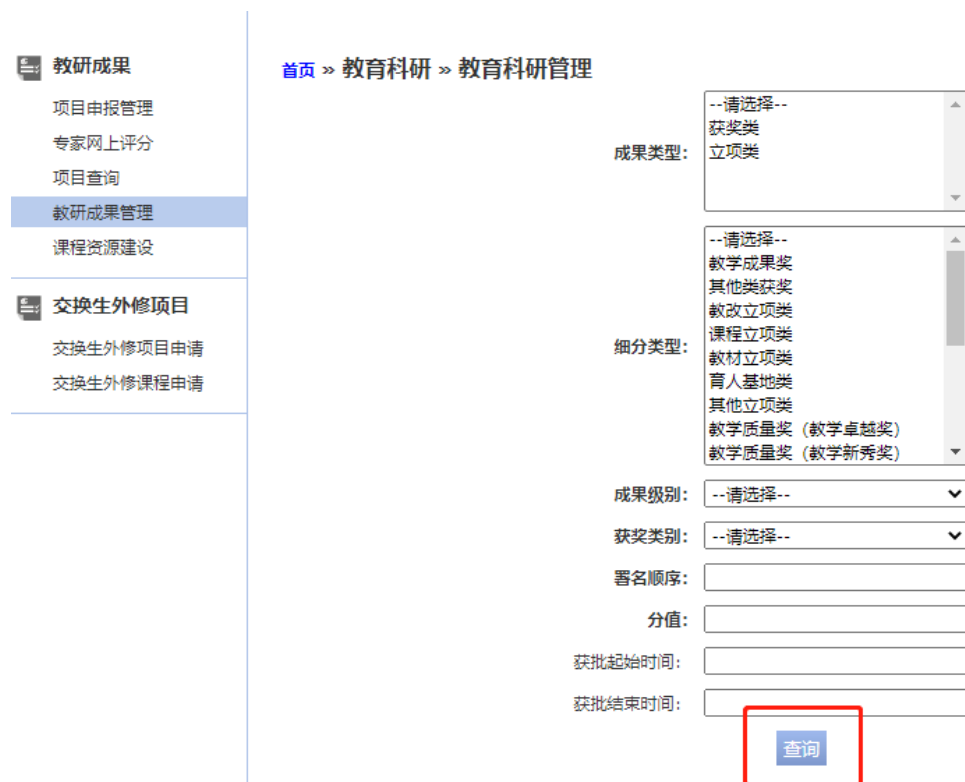 教研成果
项目申报管理
专家网上评分
项目查询
教研成果管理
课程资源建设
交换生外修项目
交换生外修课程申请项目申请
交换生外修课程申请
首页 » 教育科研 » 教育科研管理
成果类型：
--请选择--
获奖类
立项类
细分类型：
--请选择--
教学成果奖
其他类获奖
教改立项类
课程立项类
教材立项类
育人基地类
其他立项类
教学质量奖（教学卓越奖）
教学质量奖（教学新秀奖）
成果级别： --请选择--
获奖类别： --请选择--
署名顺序：
分值：
获批起始时间：
获批结束时间：
查询